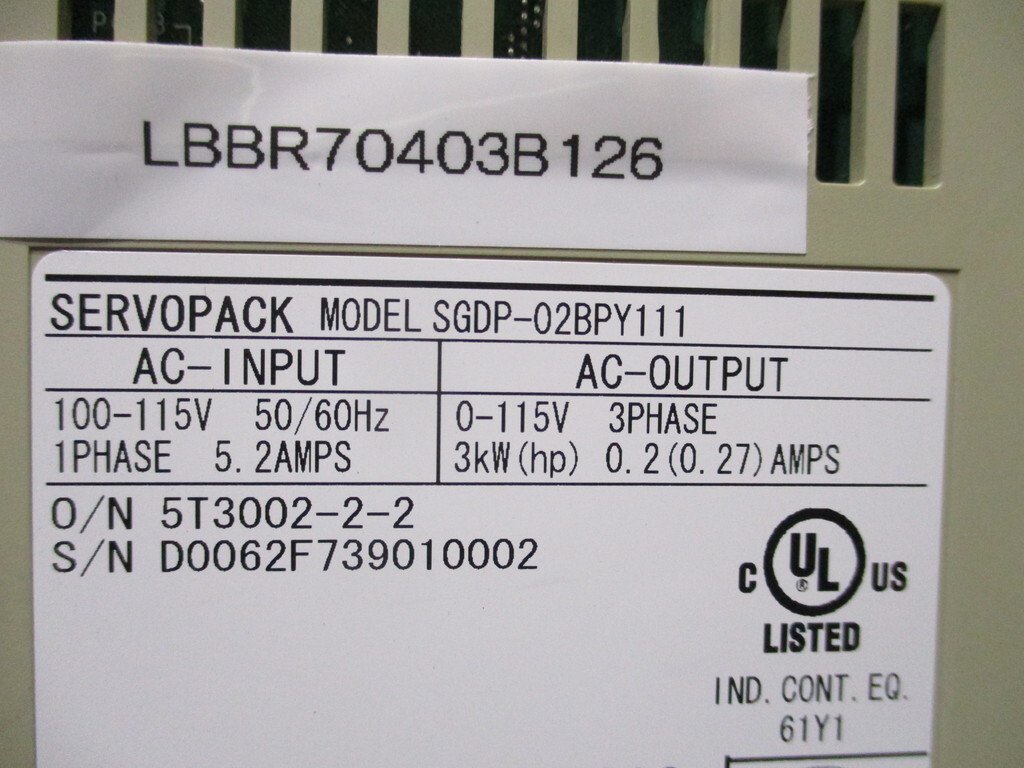 LBBR70403B126
SERVOPACK MODEL SGDP-02BPY111
AC-INPUT AC-OUTPUT
100-115V 50/60Hz 0-115V 3PHASE
1PHASE 5.2AMPS 3kW(hp) 0.2(0.27)AMPS
O/N 5T3002-2-2
S/N D0062F739010002
C UL ® US
LISTED
IND. CONT. EQ.
61Y1